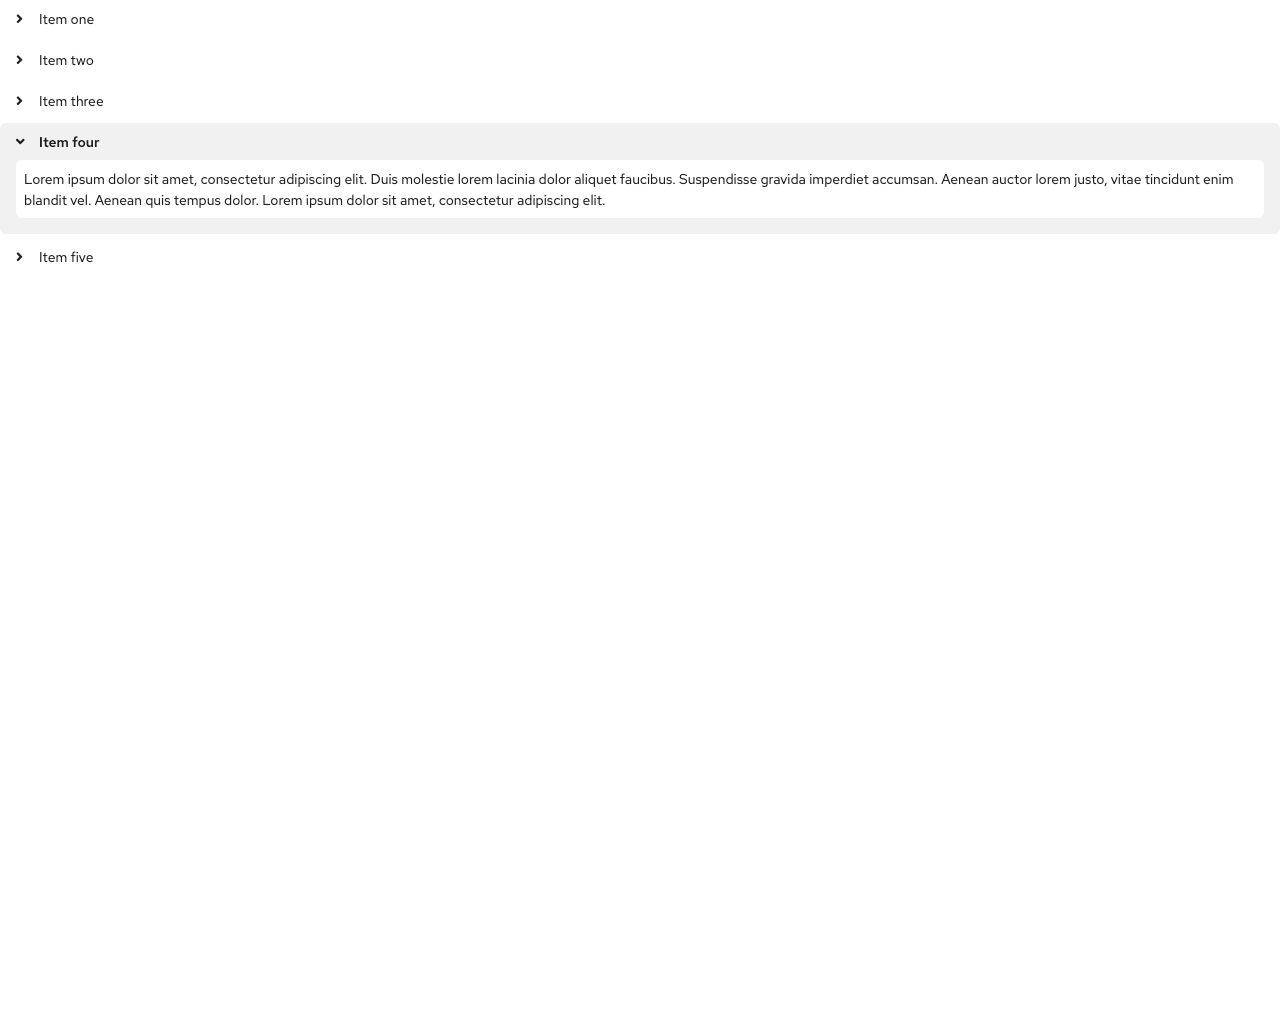 Item one
Item two
Item three
Item four
Lorem ipsum dolor sit amet, consectetur adipiscing elit. Duis molestie lorem lacinia dolor aliquet faucibus. Suspendisse gravida imperdiet accumsan. Aenean auctor lorem justo, vitae tincidunt enim
blandit vel. Aenean quis tempus dolor. Lorem ipsum dolor sit amet, consectetur adipiscing elit.
Item five